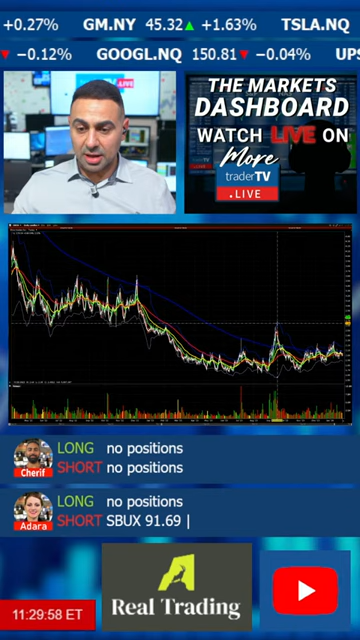 +0.27% GM.NY 45.32▲ +1.63% TSLA.NQ
▼ −0.12% GOOGL.NQ 150.81▼ −0.04% UPS
THE MARKETS
DASHBOARD
WATCH LIVE ON
More
traderTV
.LIVE
LONG no positions
SHORT no positions
Cherif
LONG no positions
SHORT SBUX 91.69 |
Adara
Real Trading
11:29:58 ET